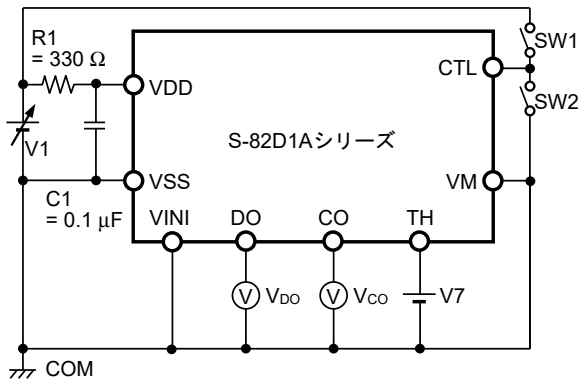 R1
= 330 Ω
SW1
CTL
VDD
SW2
S-82D1Aシリーズ
V1
VSS
VM
C1
= 0.1 μF
VINI
DO
CO
TH
V
VDO
V
VCO
V7
COM